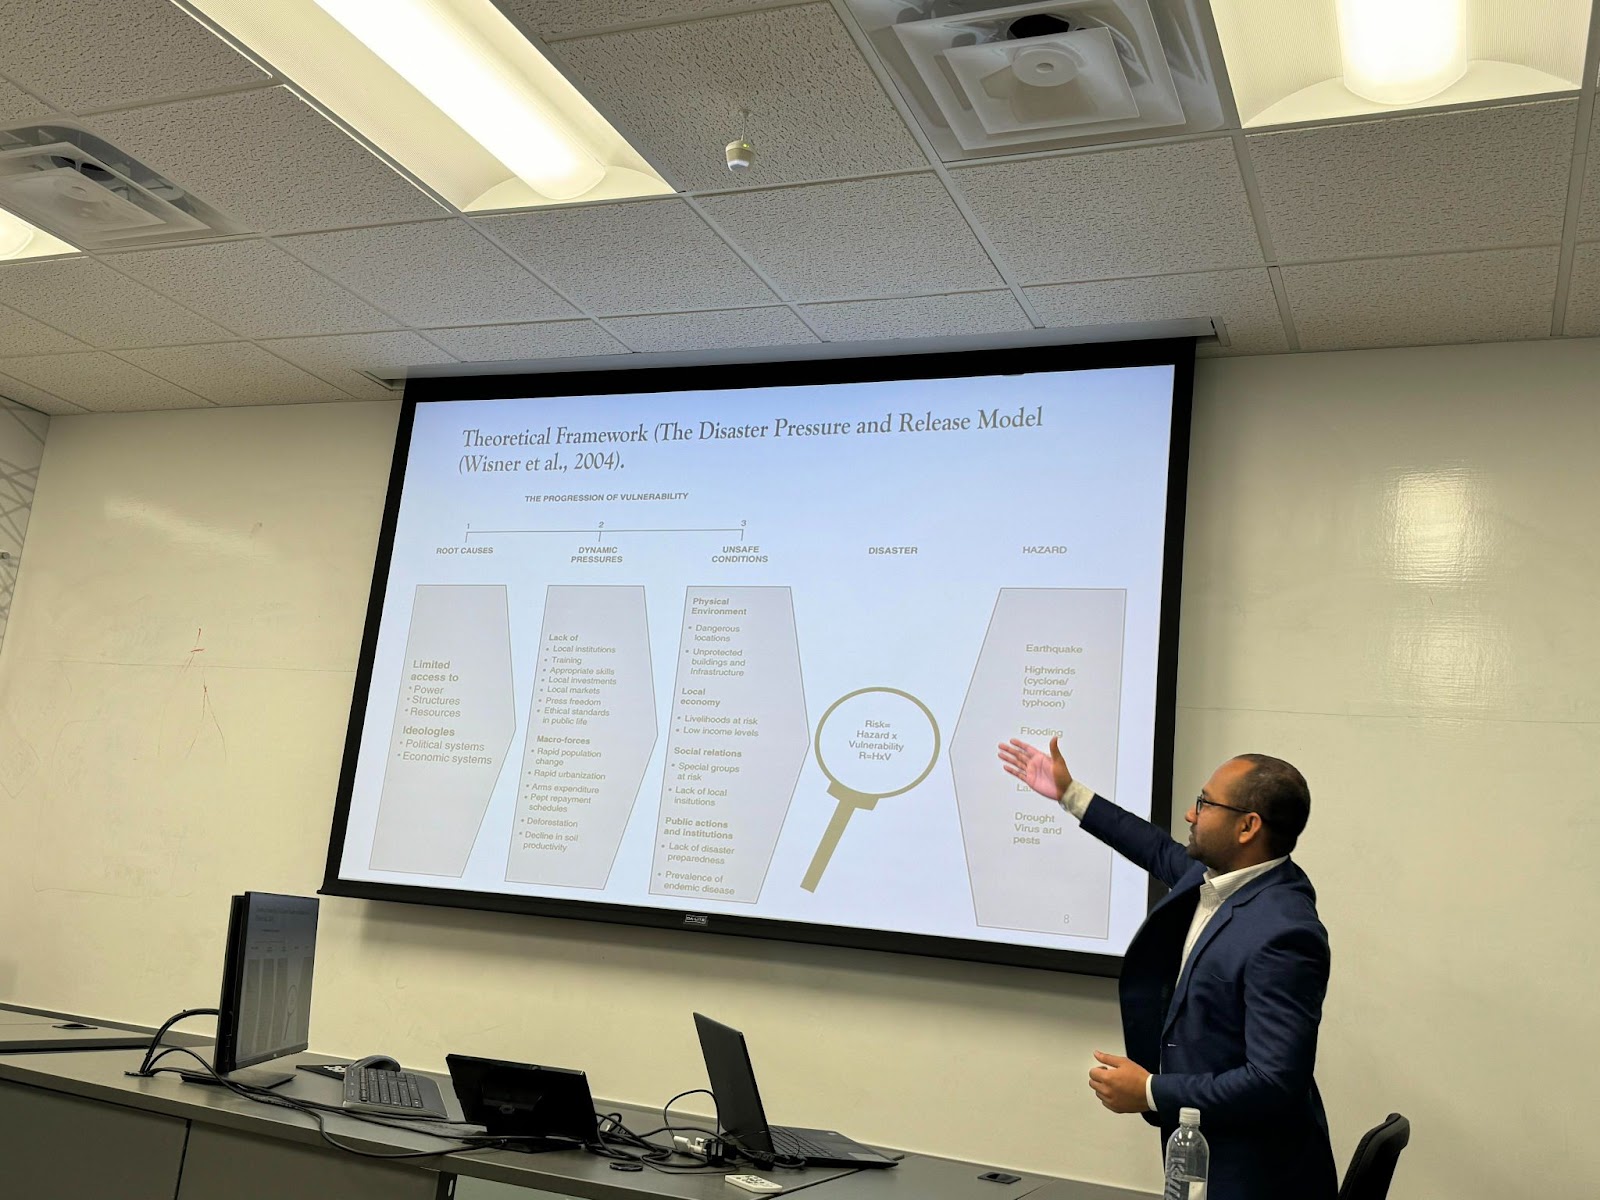 Theoretical Framework (The Disaster Pressure and Release Model
(Wisner et al., 2004).
THE PROGRESSION OF VULNERABILITY
1
2
3
ROOT CAUSES
DYNAMIC
PRESSURES
UNSAFE
CONDITIONS
DISASTER
HAZARD
Limited
access to
• Power
• Structures
• Resources
Ideologies
• Political systems
• Economic systems
Lack of
• Local institutions
• Training
• Appropriate skills
• Local investments
• Local markets
• Press freedom
• Ethical standards
in public life
Macro-forces
• Rapid population
change
• Rapid urbanization
• Arms expenditure
• Pept repayment
schedules
• Deforestation
• Decline in soil
productivity
Physical
Environment
• Dangerous
locations
• Unprotected
buildings and
Infrastructure
Local
economy
• Livelihoods at risk
• Low income levels
Social relations
• Special groups
at risk
• Lack of local
insitutions
Public actions
and institutions
• Lack of disaster
preparedness
• Prevalence of
endemic disease
Risk=
Hazard x
Vulnerability
R=HxV
Earthquake
Highwinds
(cyclone/
hurricane/
typhoon)
Flooding
Drought
Virus and
pests
8
DA-LITE